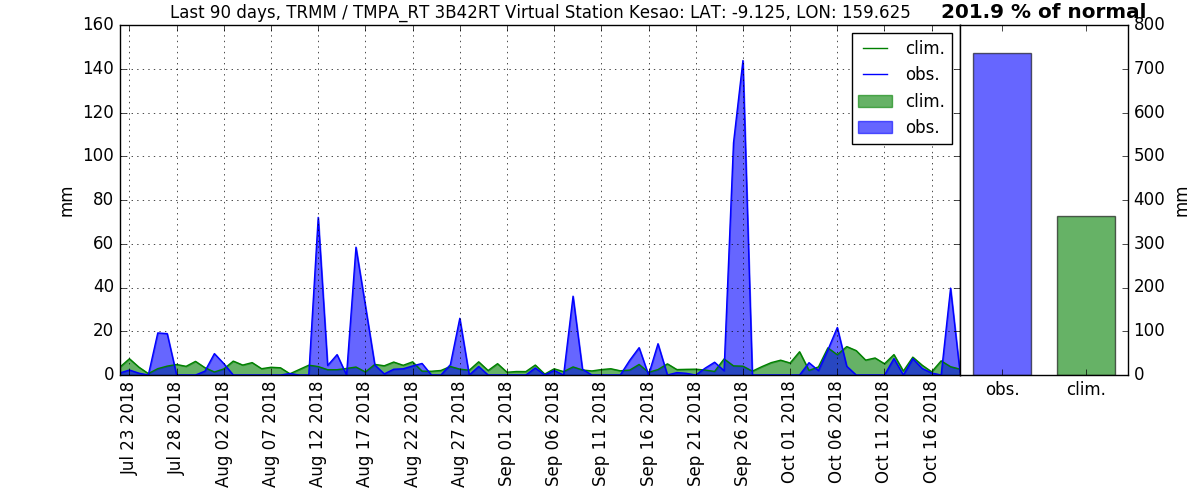 Last 90 days, TRMM / TMPA_RT 3B42RT Virtual Station Kesao: LAT: -9.125, LON: 159.625
201.9 % of normal
160
140
120
100
80
60
40
20
0
mm
clim.
obs.
clim.
obs.
800
700
600
500
400
300
200
100
0
mm
Jul 23 2018
Jul 28 2018
Aug 02 2018
Aug 07 2018
Aug 12 2018
Aug 17 2018
Aug 22 2018
Aug 27 2018
Sep 01 2018
Sep 06 2018
Sep 11 2018
Sep 16 2018
Sep 21 2018
Sep 26 2018
Oct 01 2018
Oct 06 2018
Oct 11 2018
Oct 16 2018
obs.
clim.